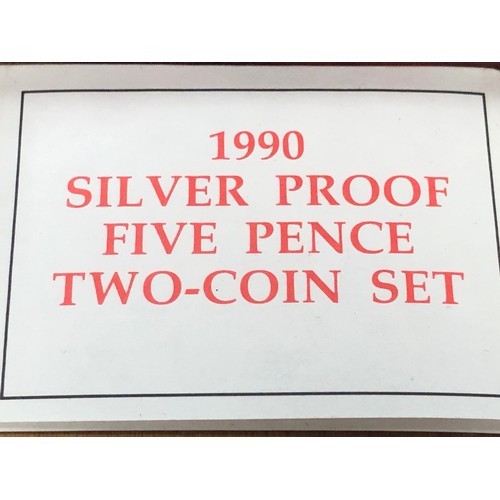 1990
SILVER PROOF
FIVE PENCE
TWO-COIN SET